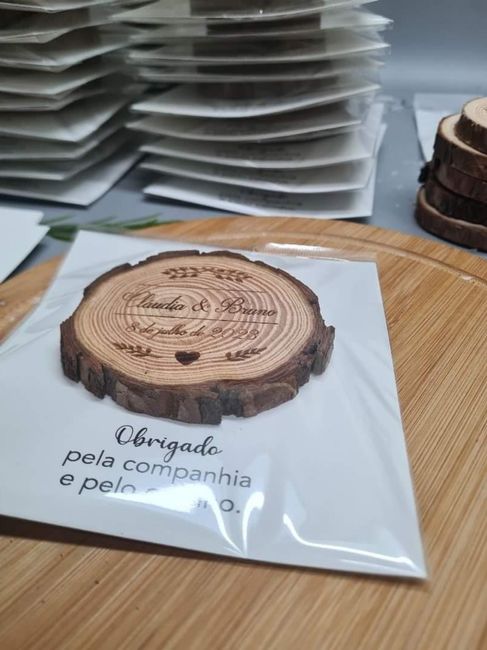 Cláudia & Bruno
8 de julho de 2023
Obrigado
pela companhia
e pelo